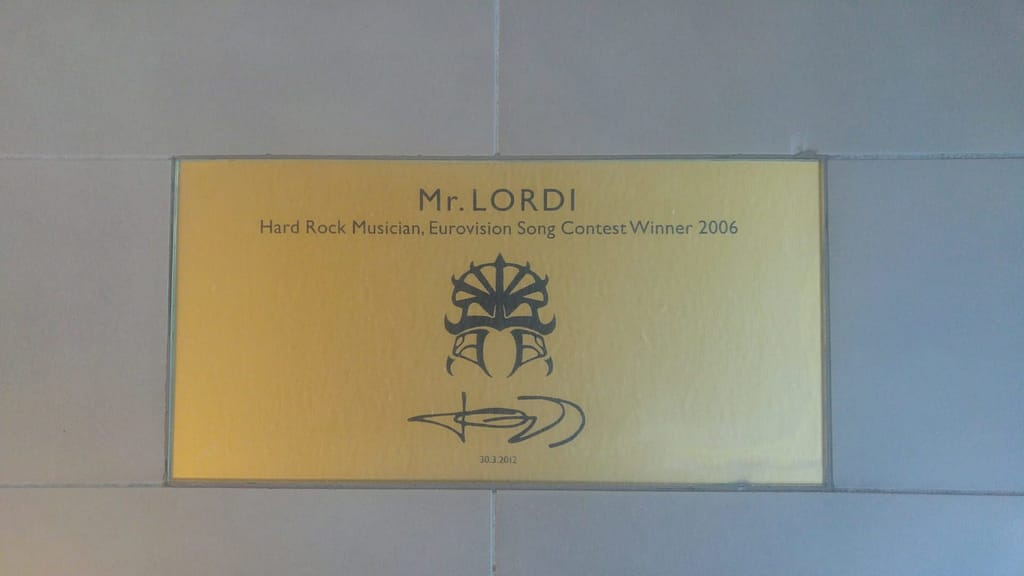 Mr. LORDI
Hard Rock Musician, Eurovision Song Contest Winner 2006
30.3.2012